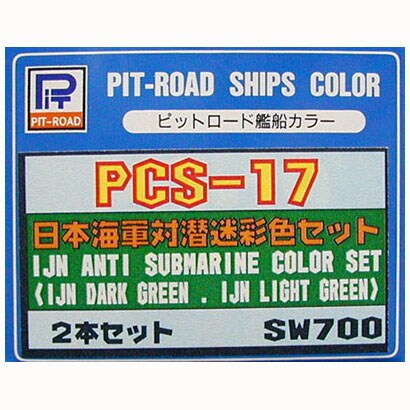 PIT
PIT-ROAD
PIT-ROAD SHIPS COLOR
ピットロード艦船カラー
PCS-17
日本海軍対潜迷彩色セット
IJN ANTI SUBMARINE COLOR SET
(IJN DARK GREEN . IJN LIGHT GREEN)
2本セット SW700